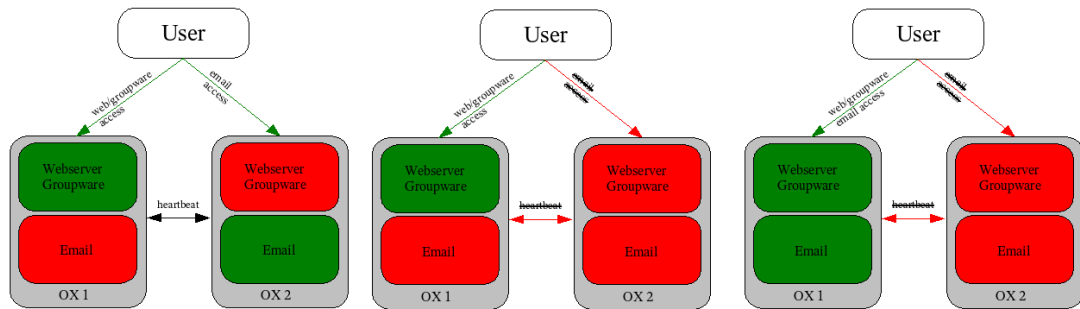 User
web/groupware
access
email
access
Webserver
Groupware
Email
OX 1
heartbeat
Webserver
Groupware
Email
OX 2
User
web/groupware
access
email
access
Webserver
Groupware
Email
OX 1
heartbeat
Webserver
Groupware
Email
OX 2
User
web/groupware
email access
email
access
Webserver
Groupware
Email
OX 1
heartbeat
Webserver
Groupware
Email
OX 2